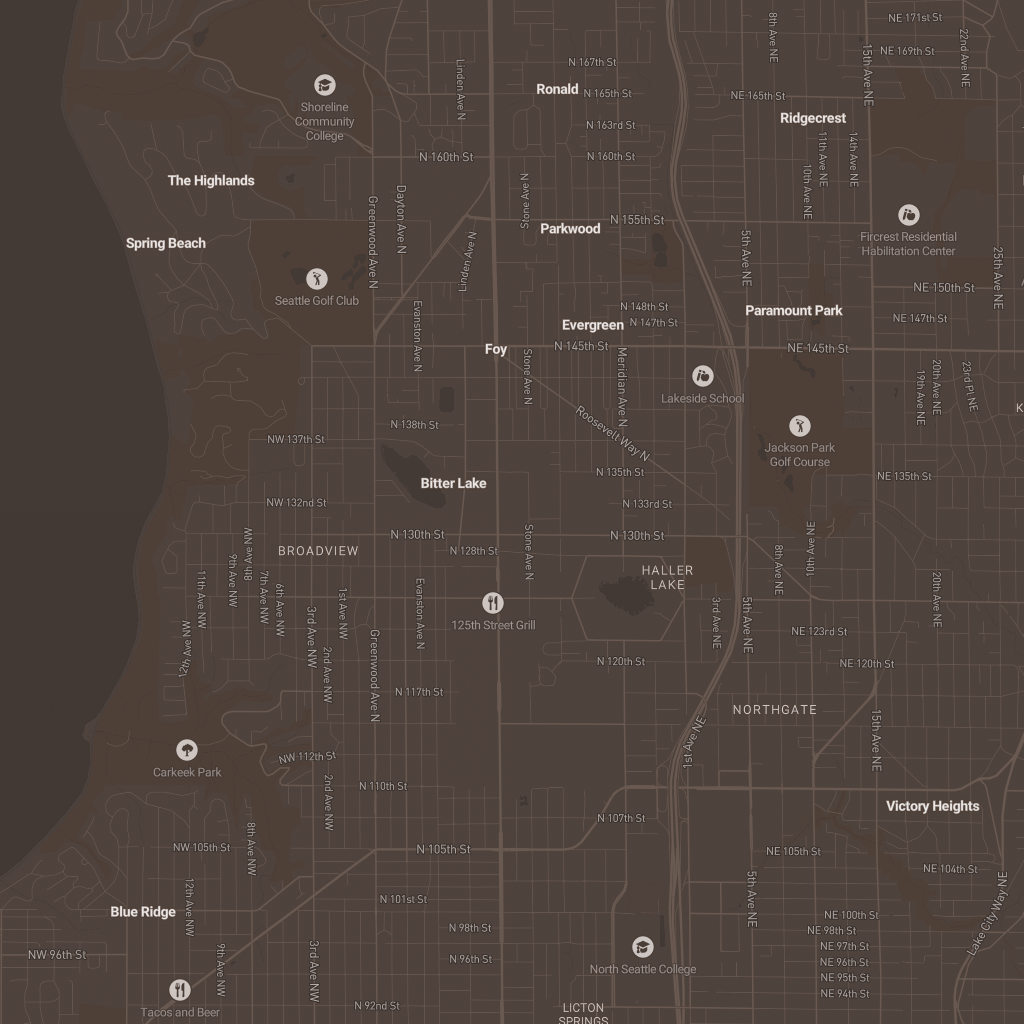 NE 171st St
8th Ave NE
22nd Ave NE
NE 169th St
15th Ave NE
N 167th St
Linden Ave N
Ronald
N 165th St
NE 165th St
Shoreline
Community
College
Ridgecrest
N 163rd St
11th Ave NE
14th Ave NE
N 160th St
N 160th St
10th Ave NE
The Highlands
Stone Ave N
Dayton Ave N
Greenwood Ave N
N 155th St
Parkwood
Spring Beach
Linden Ave N
Fircrest Residential
Habilitation Center
5th Ave NE
25th Ave NE
Seattle Golf Club
NE 150th St
N 148th St
Paramount Park
Evergreen
N 147th St
NE 147th St
Evanston Ave N
Foy
N 145th St
NE 145th St
Stone Ave N
Meridian Ave N
Lakeside School
19th Ave NE
20th Ave NE
23rd Pl NE
K
N 138th St
Roosevelt Way N
NW 137th St
Jackson Park
Golf Course
N 135th St
NE 135th St
Bitter Lake
NW 132nd St
N 133rd St
N 130th St
N 130th St
BROADVIEW
N 128th St
Stone Ave N
10th Ave NE
8th Ave NW
9th Ave NW
HALLER
LAKE
8th Ave NE
7th Ave NW
6th Ave NW
11th Ave NW
1st Ave NW
20th Ave NE
Evanston Ave N
125th Street Grill
3rd Ave NE
5th Ave NE
3rd Ave NW
NE 123rd St
12th Ave NW
2nd Ave NW
Greenwood Ave N
N 120th St
NE 120th St
N 117th St
NORTHGATE
1st Ave NE
15th Ave NE
NW 112th St
Carkeek Park
N 110th St
2nd Ave NW
Victory Heights
N 107th St
NW 105th St
8th Ave NW
N 105th St
NE 105th St
NE 104th St
12th Ave NW
N 101st St
5th Ave NE
Blue Ridge
NE 100th St
Lake City Way NE
N 98th St
NE 98th St
NE 97th St
NW 96th St
N 96th St
NE 96th St
9th Ave NW
3rd Ave NW
North Seattle College
NE 95th St
NE 94th St
N 92nd St
Tacos and Beer
LICTON
SPRINGS